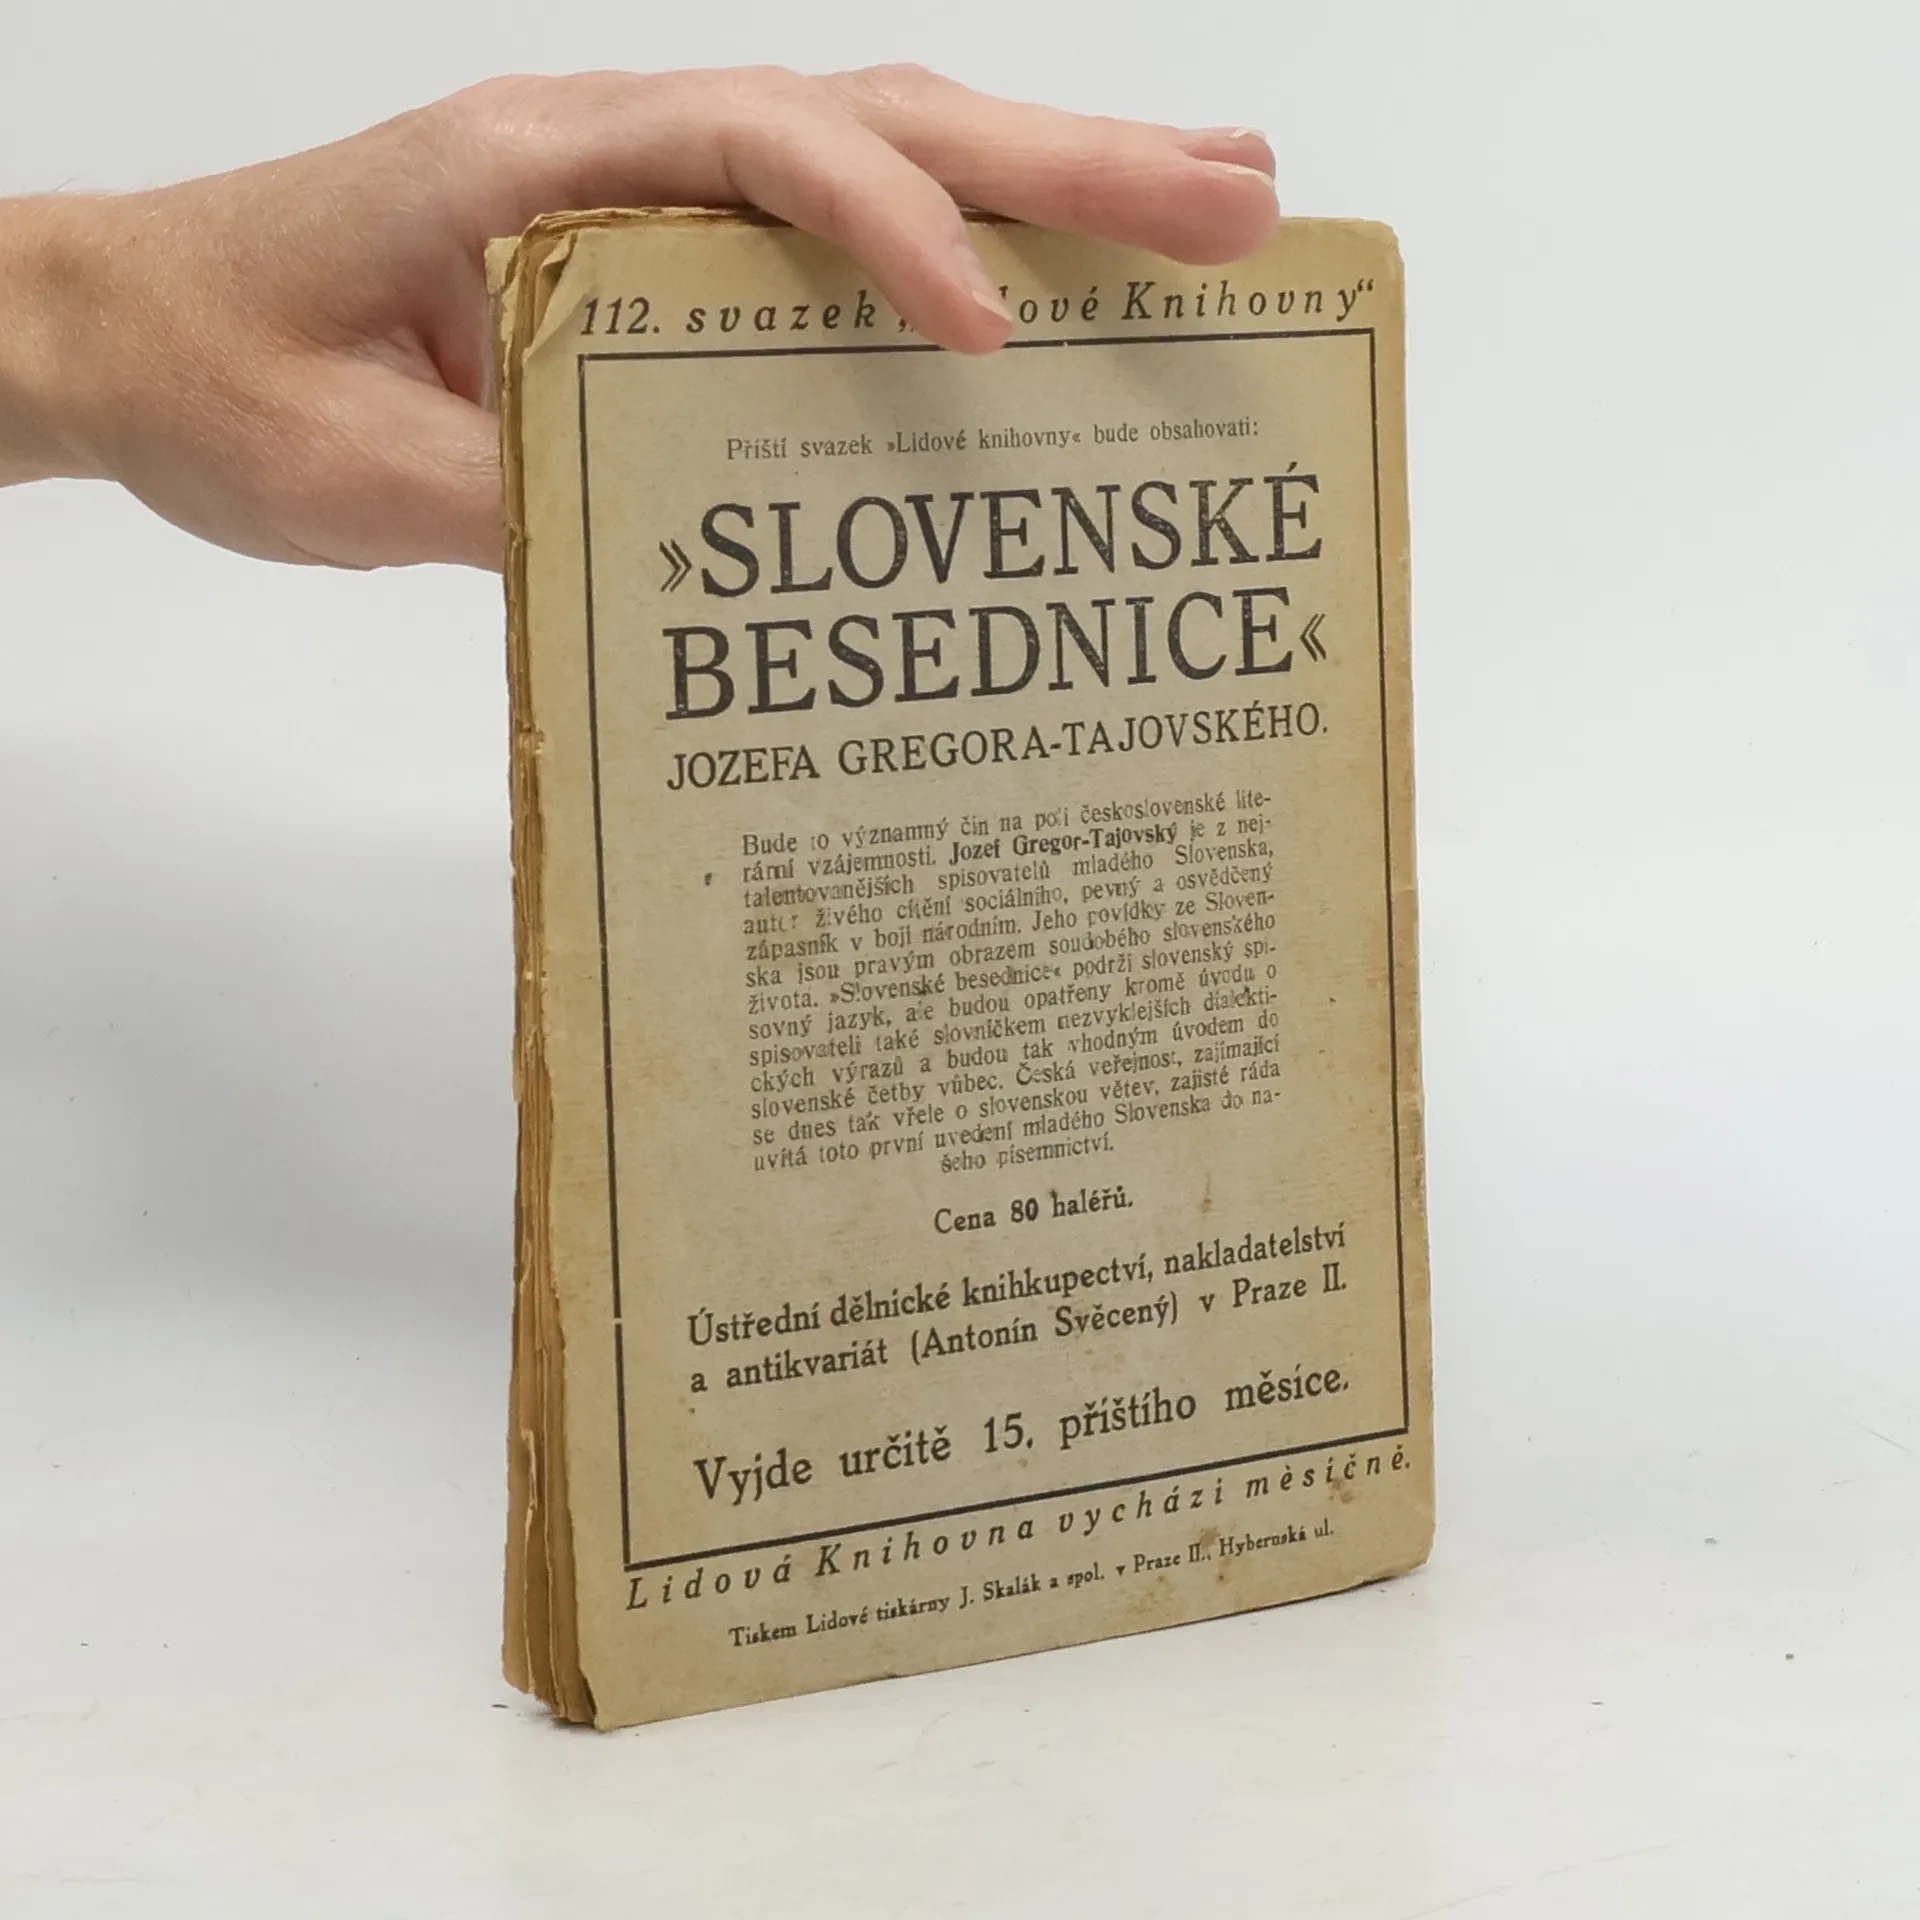 112. svazek „ ové Knihovny“
Příští svazek »Lidové knihovny« bude obsahovati:
»SLOVENSKÉ
BESEDNICE«
JOZEFA GREGORA-TAJOVSKÉHO.
Bude to významný čin na poli československé lite-
rární vzájemnosti. Jozef Gregor-Tajovský je z nej-
talentovanějších spisovatelů mladého Slovenska,
autor živého cítění sociálního, pevný a osvědčený
zápasník v boji národním. Jeho povídky ze Sloven-
ska jsou pravým obrazem soudobého slovenského
života. »Slovenské besednice« podrží slovenský spi-
sovný jazyk, ale budou opatřeny kromě úvodu o
spisovateli také slovníčkem nezvyklejších dialekti-
ckých výrazů a budou tak vhodným úvodem do
slovenské četby vůbec. Česká veřejnost, zajímající
se dnes tak vřele o slovenskou větev, zajisté ráda
uvítá toto první uvedení mladého Slovenska do na-
šeho písemnictví.
Cena 80 haléřů.
Ústřední dělnické knihkupectví, nakladatelství
a antikvariát (Antonín Svěcený) v Praze II.
Vyjde určitě 15. příštího měsíce.
Lidová Knihovna vychází měsíčně.
Tiskem Lidové tiskárny J. Skalák a spol. v Praze II., Hybernská ul.